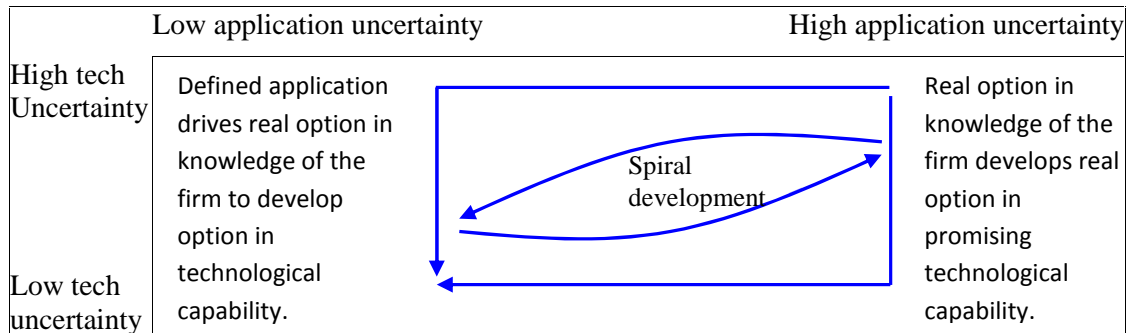 Low application uncertainty
High application uncertainty
High tech
Uncertainty
Defined application
drives real option in
knowledge of the
firm to develop
option in
technological
capability.
Spiral
development
Real option in
knowledge of the
firm develops real
option in
promising
technological
capability.
Low tech
uncertainty